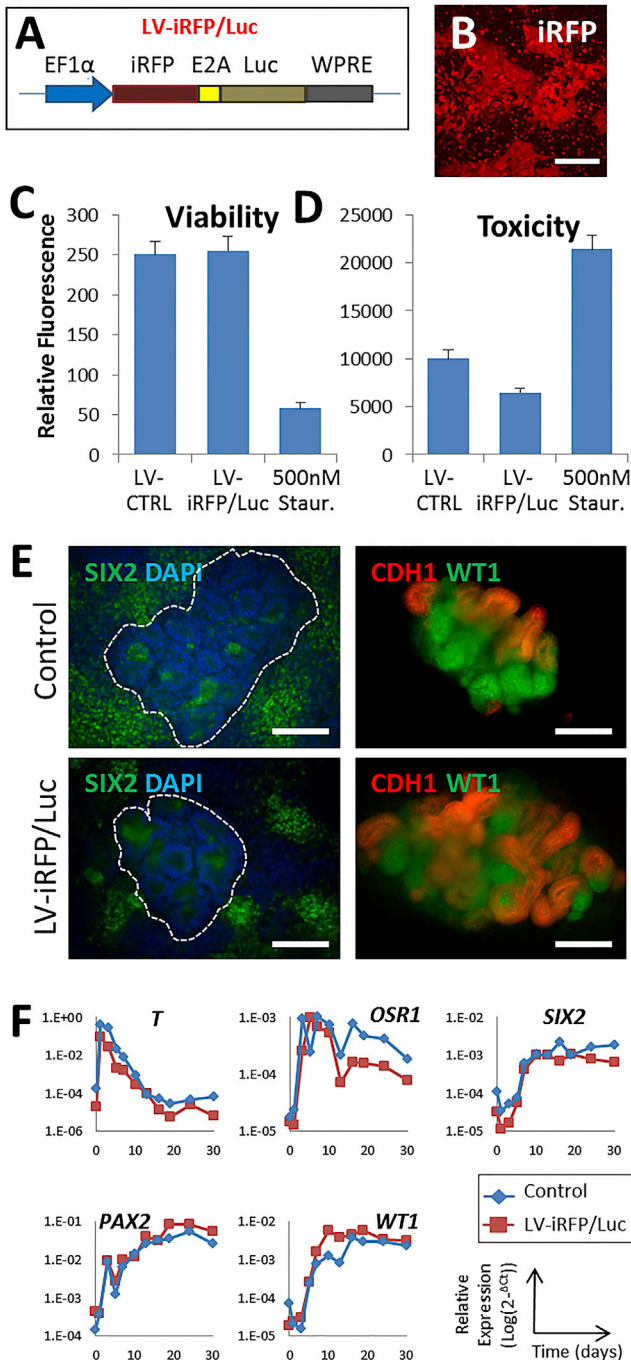 A
LV-iRFP/Luc
EF1α iRFP E2A Luc WPRE
B
iRFP
C
Viability
Relative Fluorescence
300
250
200
150
100
50
0
LV-CTRL
LV-iRFP/Luc
500nM Staur.
D
Toxicity
25000
20000
15000
10000
5000
0
LV-CTRL
LV-iRFP/Luc
500nM Staur.
E
Control
SIX2 DAPI
CDH1 WT1
LV-iRFP/Luc
SIX2 DAPI
CDH1 WT1
F
T
1.E+00
1.E-02
1.E-04
1.E-06
0 10 20 30
OSR1
1.E-03
1.E-04
1.E-05
0 10 20 30
SIX2
1.E-02
1.E-03
1.E-04
1.E-05
0 10 20 30
PAX2
1.E-01
1.E-02
1.E-03
1.E-04
0 10 20 30
WT1
1.E-02
1.E-03
1.E-04
1.E-05
0 10 20 30
Control
LV-iRFP/Luc
Relative
Expression
(Log(2-ΔCt))
Time (days)